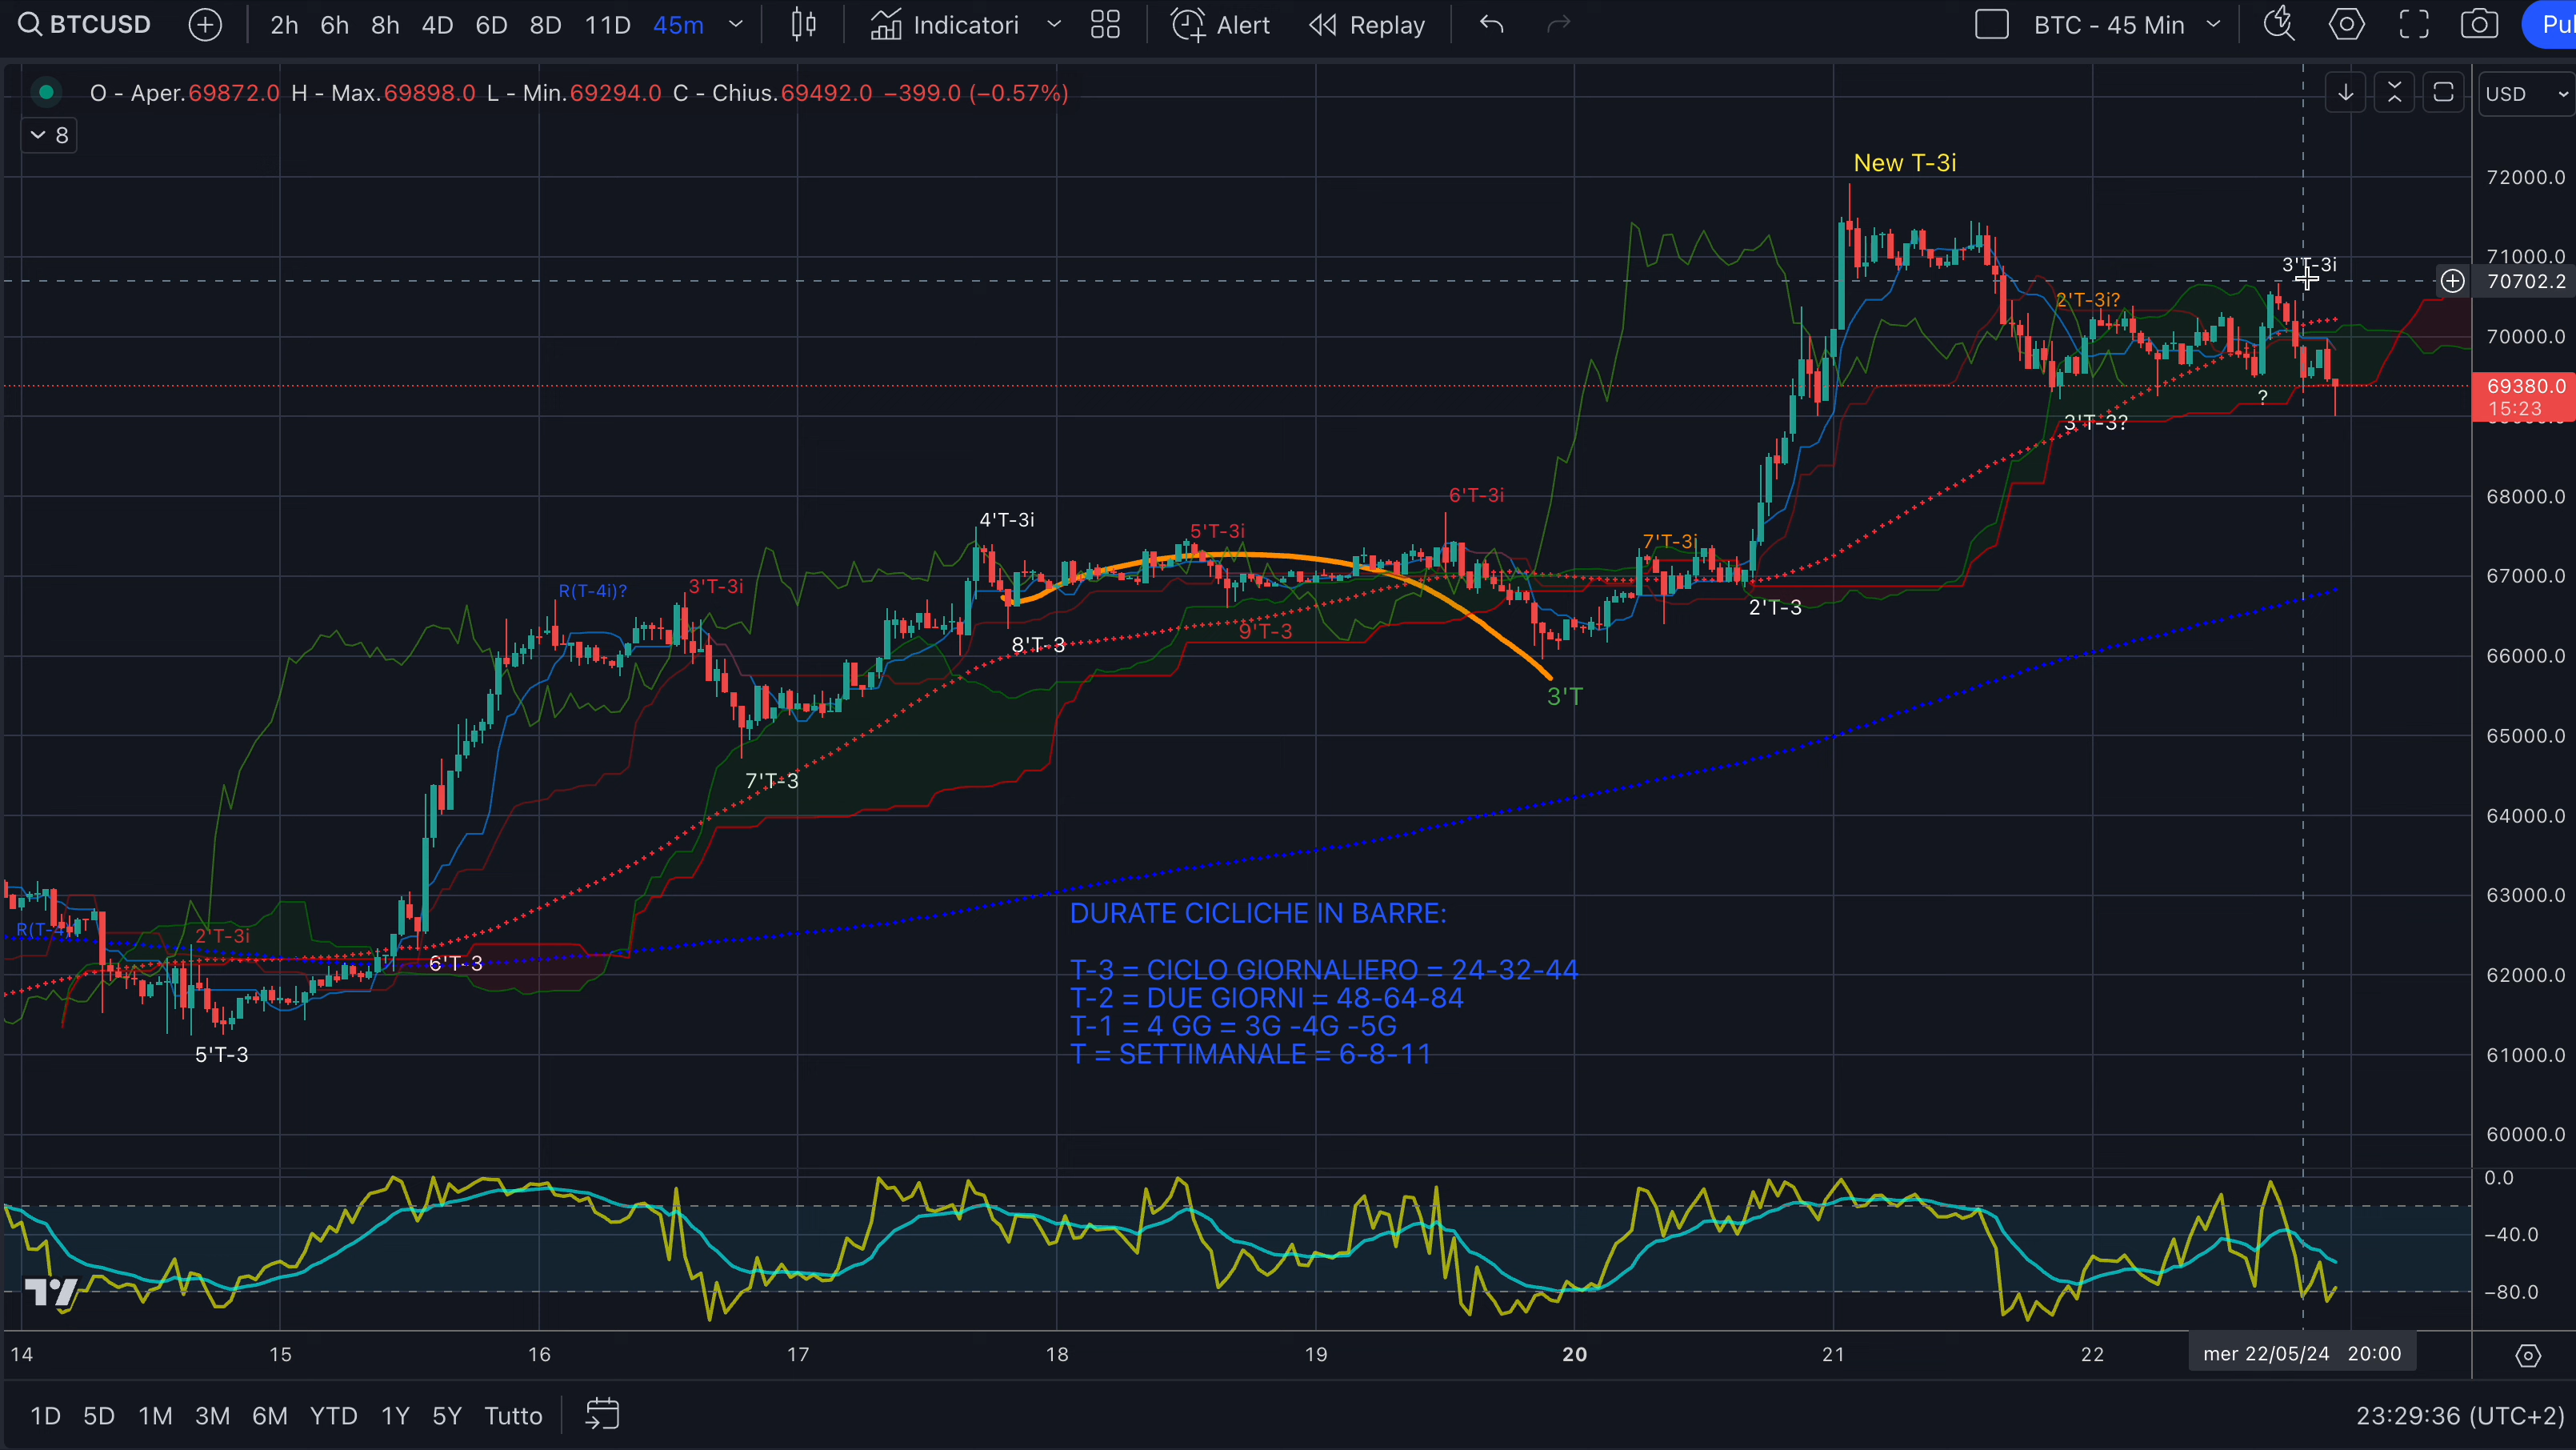 BTCUSD 2h 6h 8h 4D 6D 8D 11D 45m Indicatori Alert Replay BTC - 45 Min
O - Aper.69872.0 H - Max.69898.0 L - Min.69294.0 C - Chius.69492.0 −399.0 (−0.57%) USD
8
New T-3i
72000.0
3'T-3i
71000.0
70702.2
2'T-3i?
70000.0
69380.0
15:23
?
3'T-3?
6'T-3i
68000.0
4'T-3i
5'T-3i
7'T-3i
67000.0
R(T-4i)?
3'T-3i
2'T-3
9'T-3
8'T-3
66000.0
3'T
65000.0
7'T-3
64000.0
63000.0
DURATE CICLICHE IN BARRE:
2'T-3i
6'T-3
T-3 = CICLO GIORNALIERO = 24-32-44
62000.0
T-2 = DUE GIORNI = 48-64-84
T-1 = 4 GG = 3G -4G -5G
T = SETTIMANALE = 6-8-11
5'T-3
61000.0
60000.0
0.0
−40.0
−80.0
14 15 16 17 18 19 20 21 22 mer 22/05/24 20:00
1D 5D 1M 3M 6M YTD 1Y 5Y Tutto 23:29:36 (UTC+2)